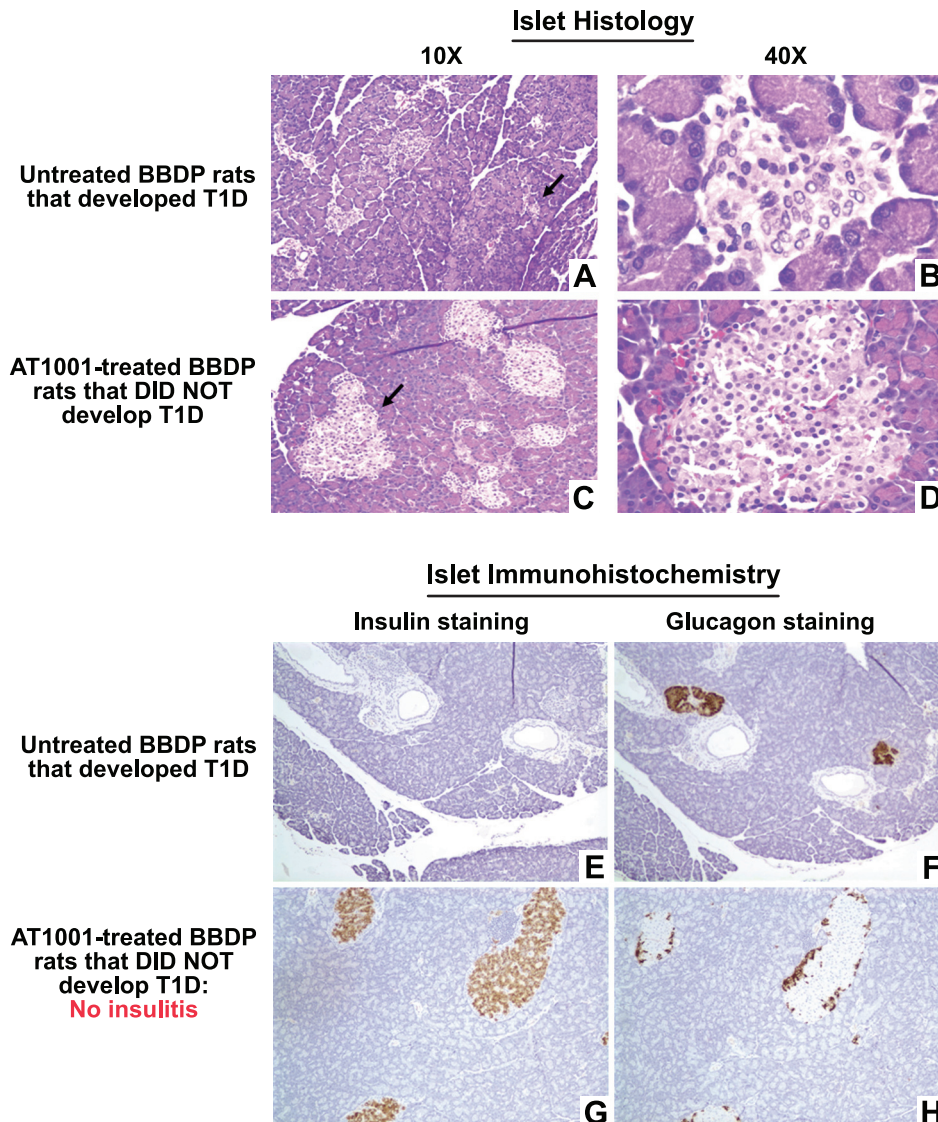 Islet Histology
10X
40X
Untreated BBDP rats
that developed T1D
A
B
AT1001-treated BBDP
rats that DID NOT
develop T1D
C
D
Islet Immunohistochemistry
Insulin staining
Glucagon staining
Untreated BBDP rats
that developed T1D
E
F
AT1001-treated BBDP
rats that DID NOT
develop T1D:
No insulitis
G
H